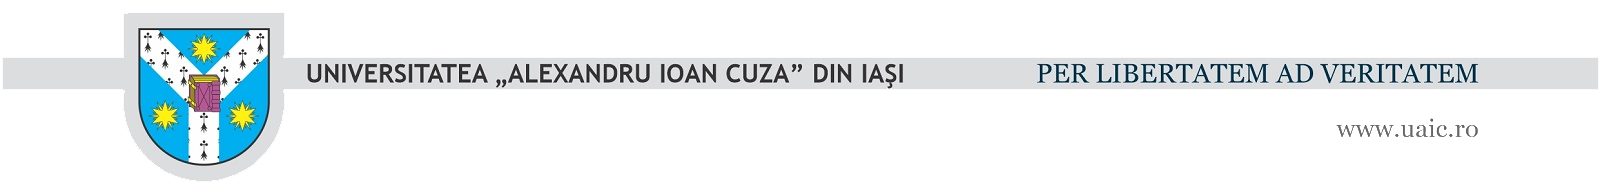 UNIVERSITATEA „ALEXANDRU IOAN CUZA” DIN IAŞI
PER LIBERTATEM AD VERITATEM
www.uaic.ro